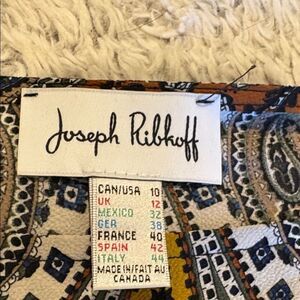 Joseph Ribkoff
CAN/USA 10
UK 12
MEXICO 32
GER 38
FRANCE 40
SPAIN 42
ITALY 44
MADE IN/FAIT AU
CANADA